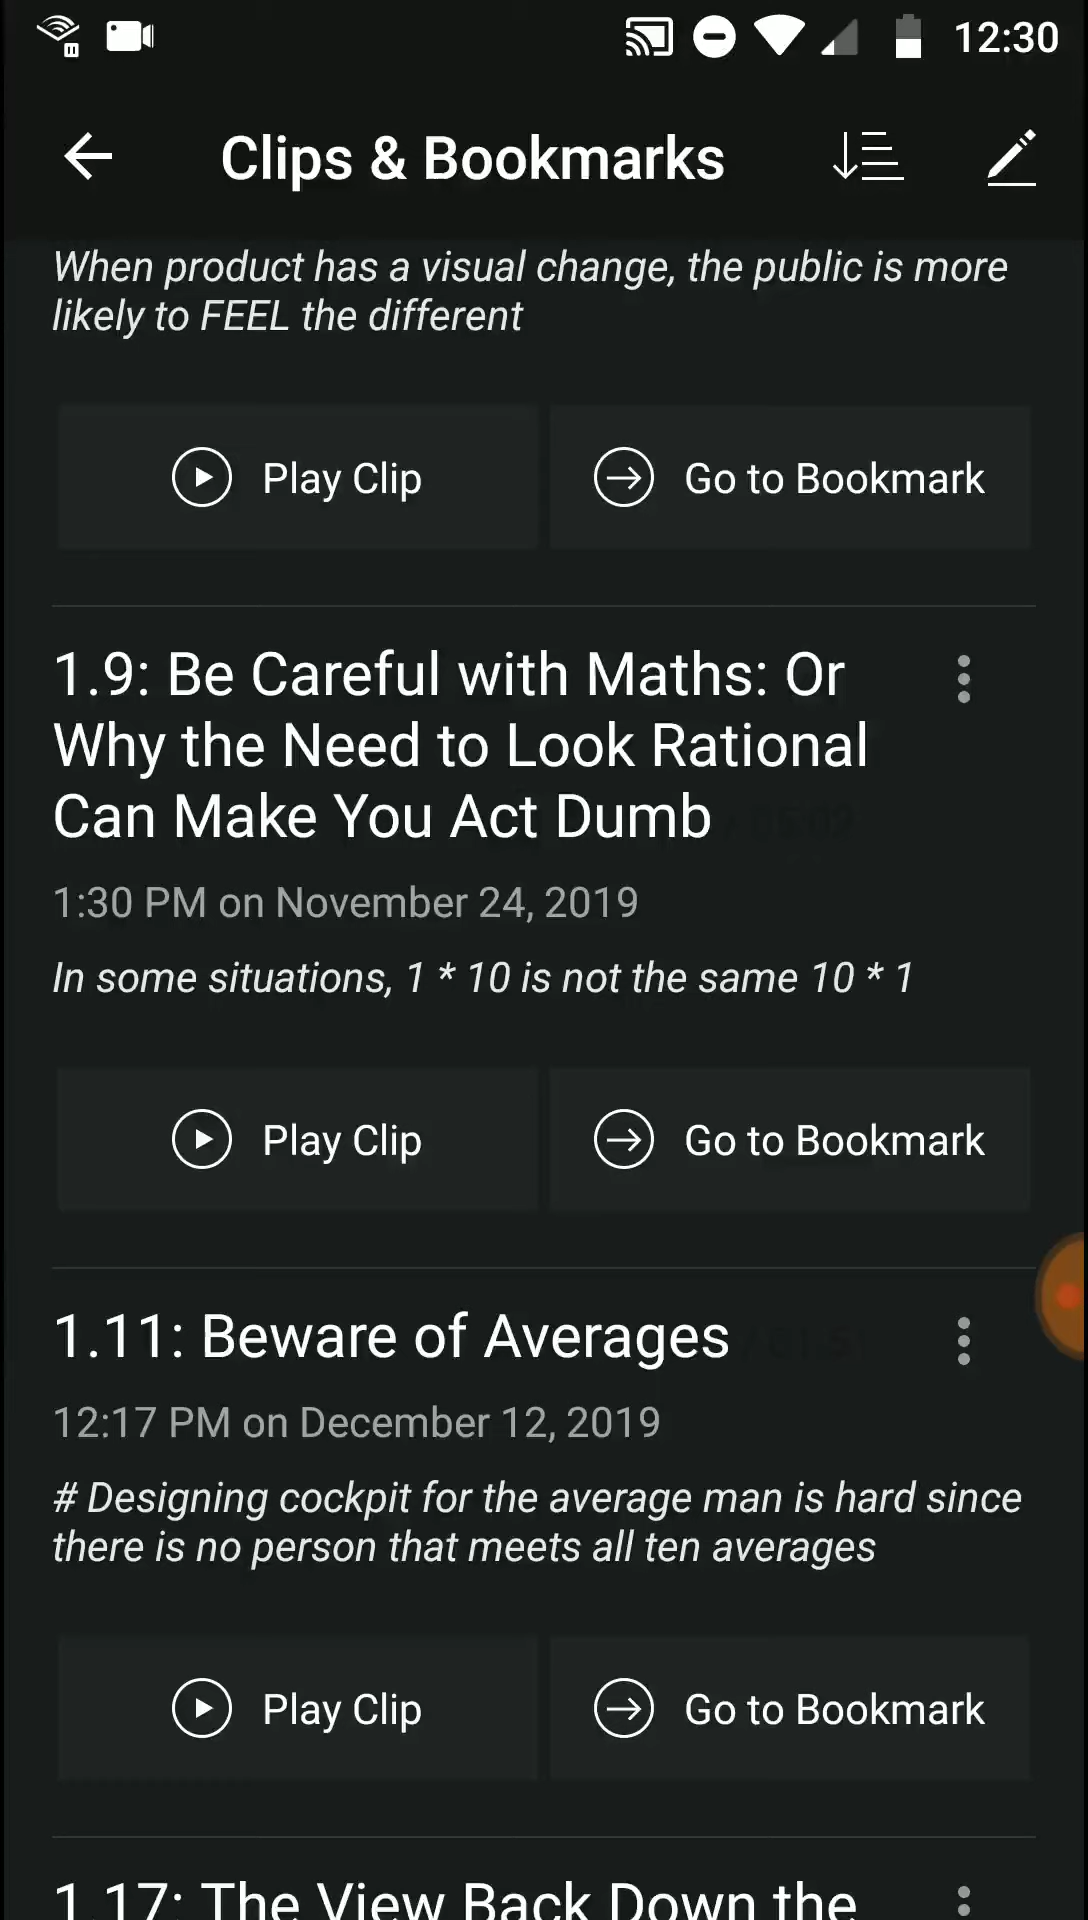 12:30
Clips & Bookmarks
When product has a visual change, the public is more
likely to FEEL the different
Play Clip
Go to Bookmark
1.9: Be Careful with Maths: Or
Why the Need to Look Rational
Can Make You Act Dumb
1:30 PM on November 24, 2019
In some situations, 1 * 10 is not the same 10 * 1
Play Clip
Go to Bookmark
1.11: Beware of Averages
12:17 PM on December 12, 2019
# Designing cockpit for the average man is hard since
there is no person that meets all ten averages
Play Clip
Go to Bookmark
1.17: The View Back Down the